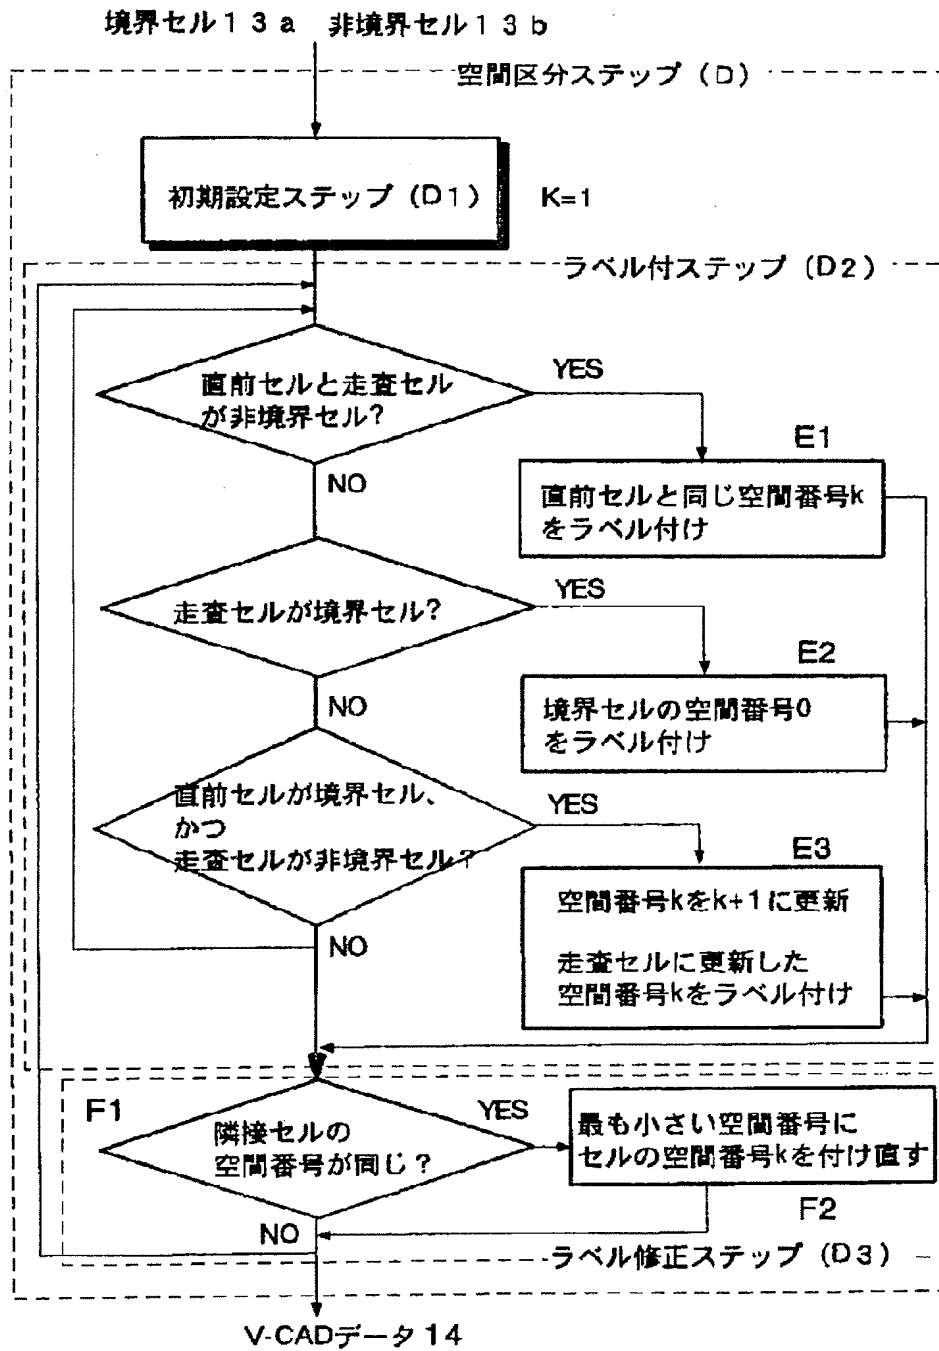 境界セル13a 非境界セル13b
空間区分ステップ(D)
初期設定ステップ(D1)
K=1
ラベル付ステップ(D2)
直前セルと走査セル
が非境界セル?
YES
NO
E1
直前セルと同じ空間番号k
をラベル付け
走査セルが境界セル?
YES
NO
E2
境界セルの空間番号0
をラベル付け
直前セルが境界セル、
かつ
走査セルが非境界セル?
YES
NO
E3
空間番号kをk+1に更新
走査セルに更新した
空間番号kをラベル付け
F1
隣接セルの
空間番号が同じ?
YES
NO
最も小さい空間番号に
セルの空間番号kを付け直す
F2
ラベル修正ステップ(D3)
V-CADデータ14